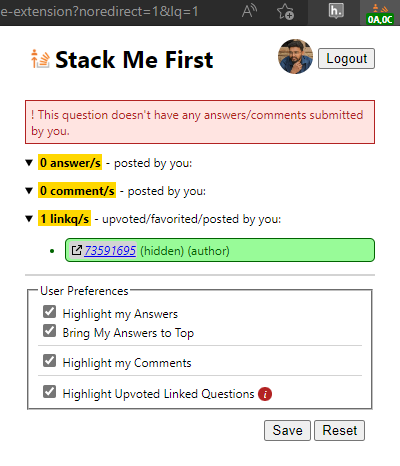 e-extension?noredirect=1&lq=1
A
h.
0A,0C
Stack Me First
Logout
! This question doesn't have any answers/comments submitted
by you.
▼ 0 answer/s - posted by you:
▼ 0 comment/s - posted by you:
▼ 1 linkq/s - upvoted/favorited/posted by you:
• 73591695 (hidden) (author)
User Preferences
Highlight my Answers
Bring My Answers to Top
Highlight my Comments
Highlight Upvoted Linked Questions i
Save Reset